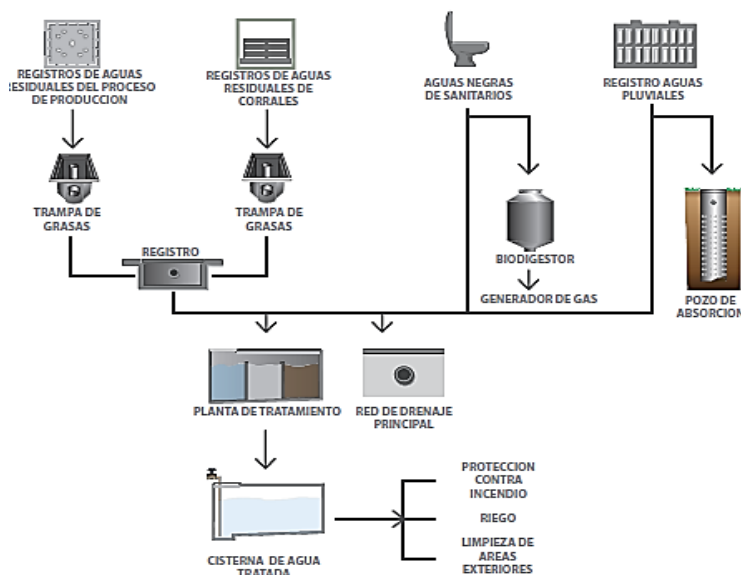 REGISTROS DE AGUAS
RESIDUALES DEL PROCESO
DE PRODUCCION
REGISTROS DE AGUAS
RESIDUALES DE
CORRALES
AGUAS NEGRAS
DE SANITARIOS
REGISTRO AGUAS
PLUVIALES
TRAMPA DE
GRASAS
TRAMPA DE
GRASAS
REGISTRO
BIODIGESTOR
GENERADOR DE GAS
POZO DE
ABSORCION
PLANTA DE TRATAMIENTO
RED DE DRENAJE
PRINCIPAL
CISTERNA DE AGUA
TRATADA
PROTECCION
CONTRA
INCENDIO
RIEGO
LIMPIEZA DE
AREAS
EXTERIORES